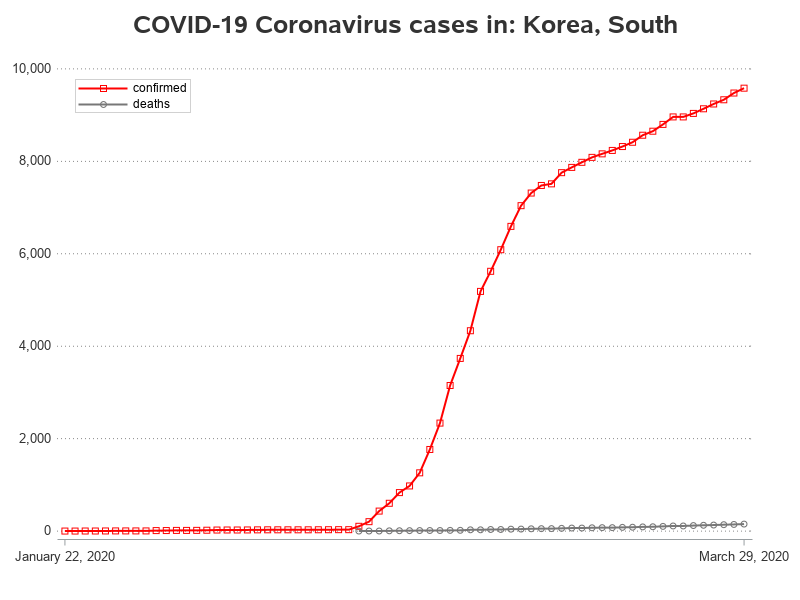 COVID-19 Coronavirus cases in: Korea, South
10,000
confirmed
deaths
8,000
6,000
4,000
2,000
0
January 22, 2020
March 29, 2020